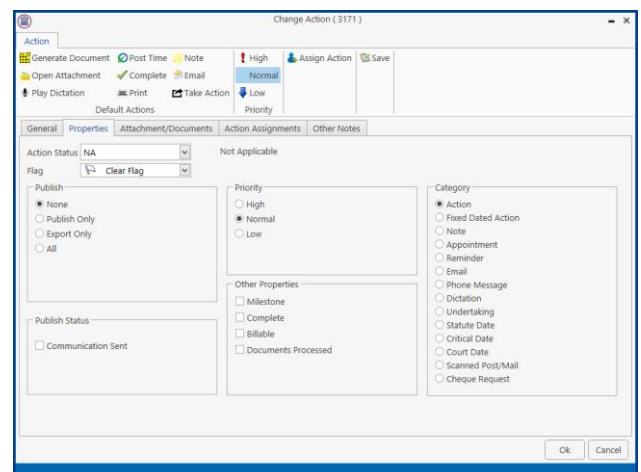 Change Action ( 3171 )
Action
Generate Document Post Time Note High Assign Action Save
Open Attachment Complete Email Normal
Play Dictation Print Take Action Low
Default Actions Priority
General Properties Attachment/Documents Action Assignments Other Notes
Action Status NA Not Applicable
Flag Clear Flag
Publish Priority Category
None High Action
Publish Only Normal Fixed Dated Action
Export Only Low Note
All Appointment
Reminder
Other Properties Email
Milestone Phone Message
Dictation
Publish Status Complete Undertaking
Billable Statute Date
Communication Sent Documents Processed Critical Date
Court Date
Scanned Post/Mail
Cheque Request
Ok Cancel